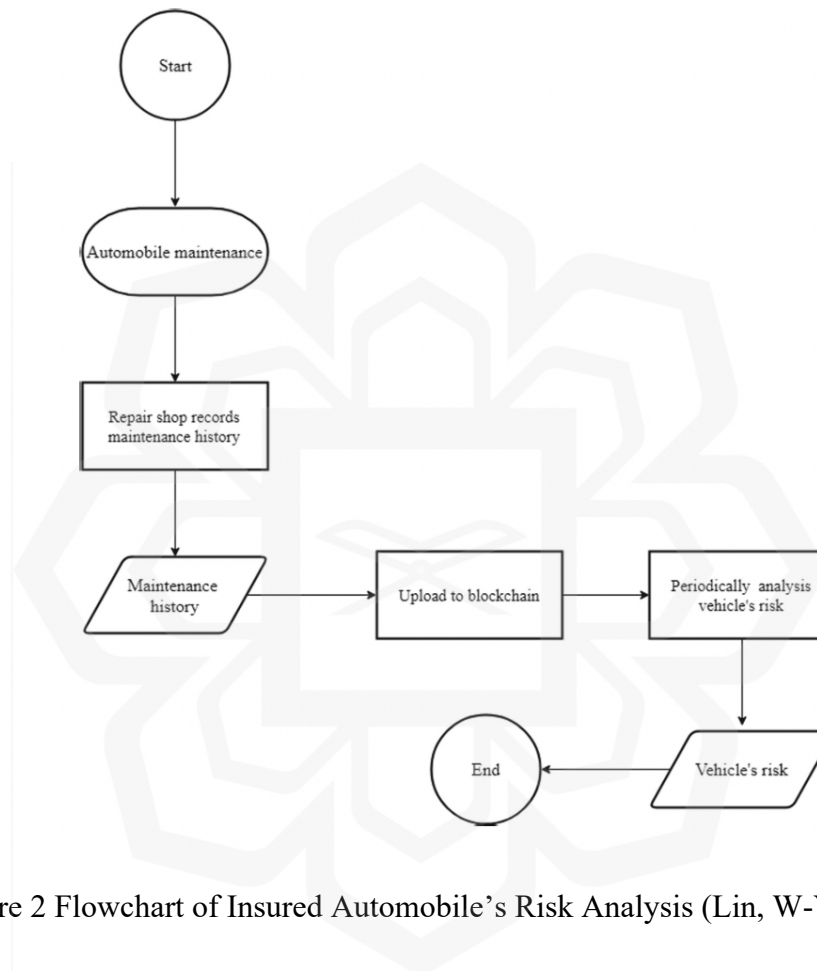 Start
Automobile maintenance
Repair shop records
maintenance history
Maintenance
history
Upload to blockchain
Periodically analysis
vehicle's risk
Vehicle's risk
End
re 2 Flowchart of Insured Automobile’s Risk Analysis (Lin, W-